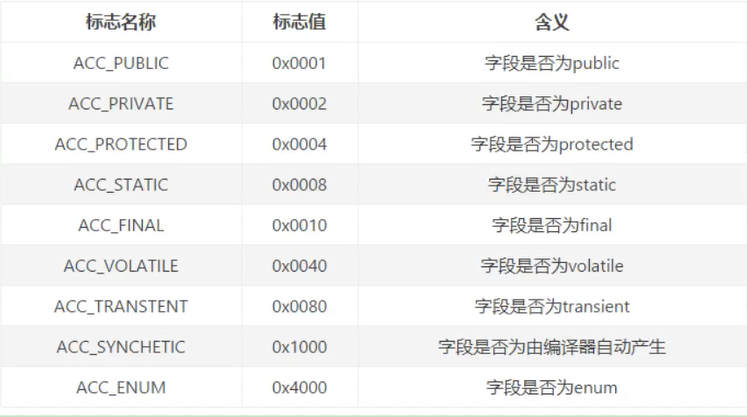 标志名称 标志值 含义
ACC_PUBLIC 0x0001 字段是否为public
ACC_PRIVATE 0x0002 字段是否为private
ACC_PROTECTED 0x0004 字段是否为protected
ACC_STATIC 0x0008 字段是否为static
ACC_FINAL 0x0010 字段是否为final
ACC_VOLATILE 0x0040 字段是否为volatile
ACC_TRANSTENT 0x0080 字段是否为transient
ACC_SYNCHETIC 0x1000 字段是否为由编译器自动产生
ACC_ENUM 0x4000 字段是否为enum